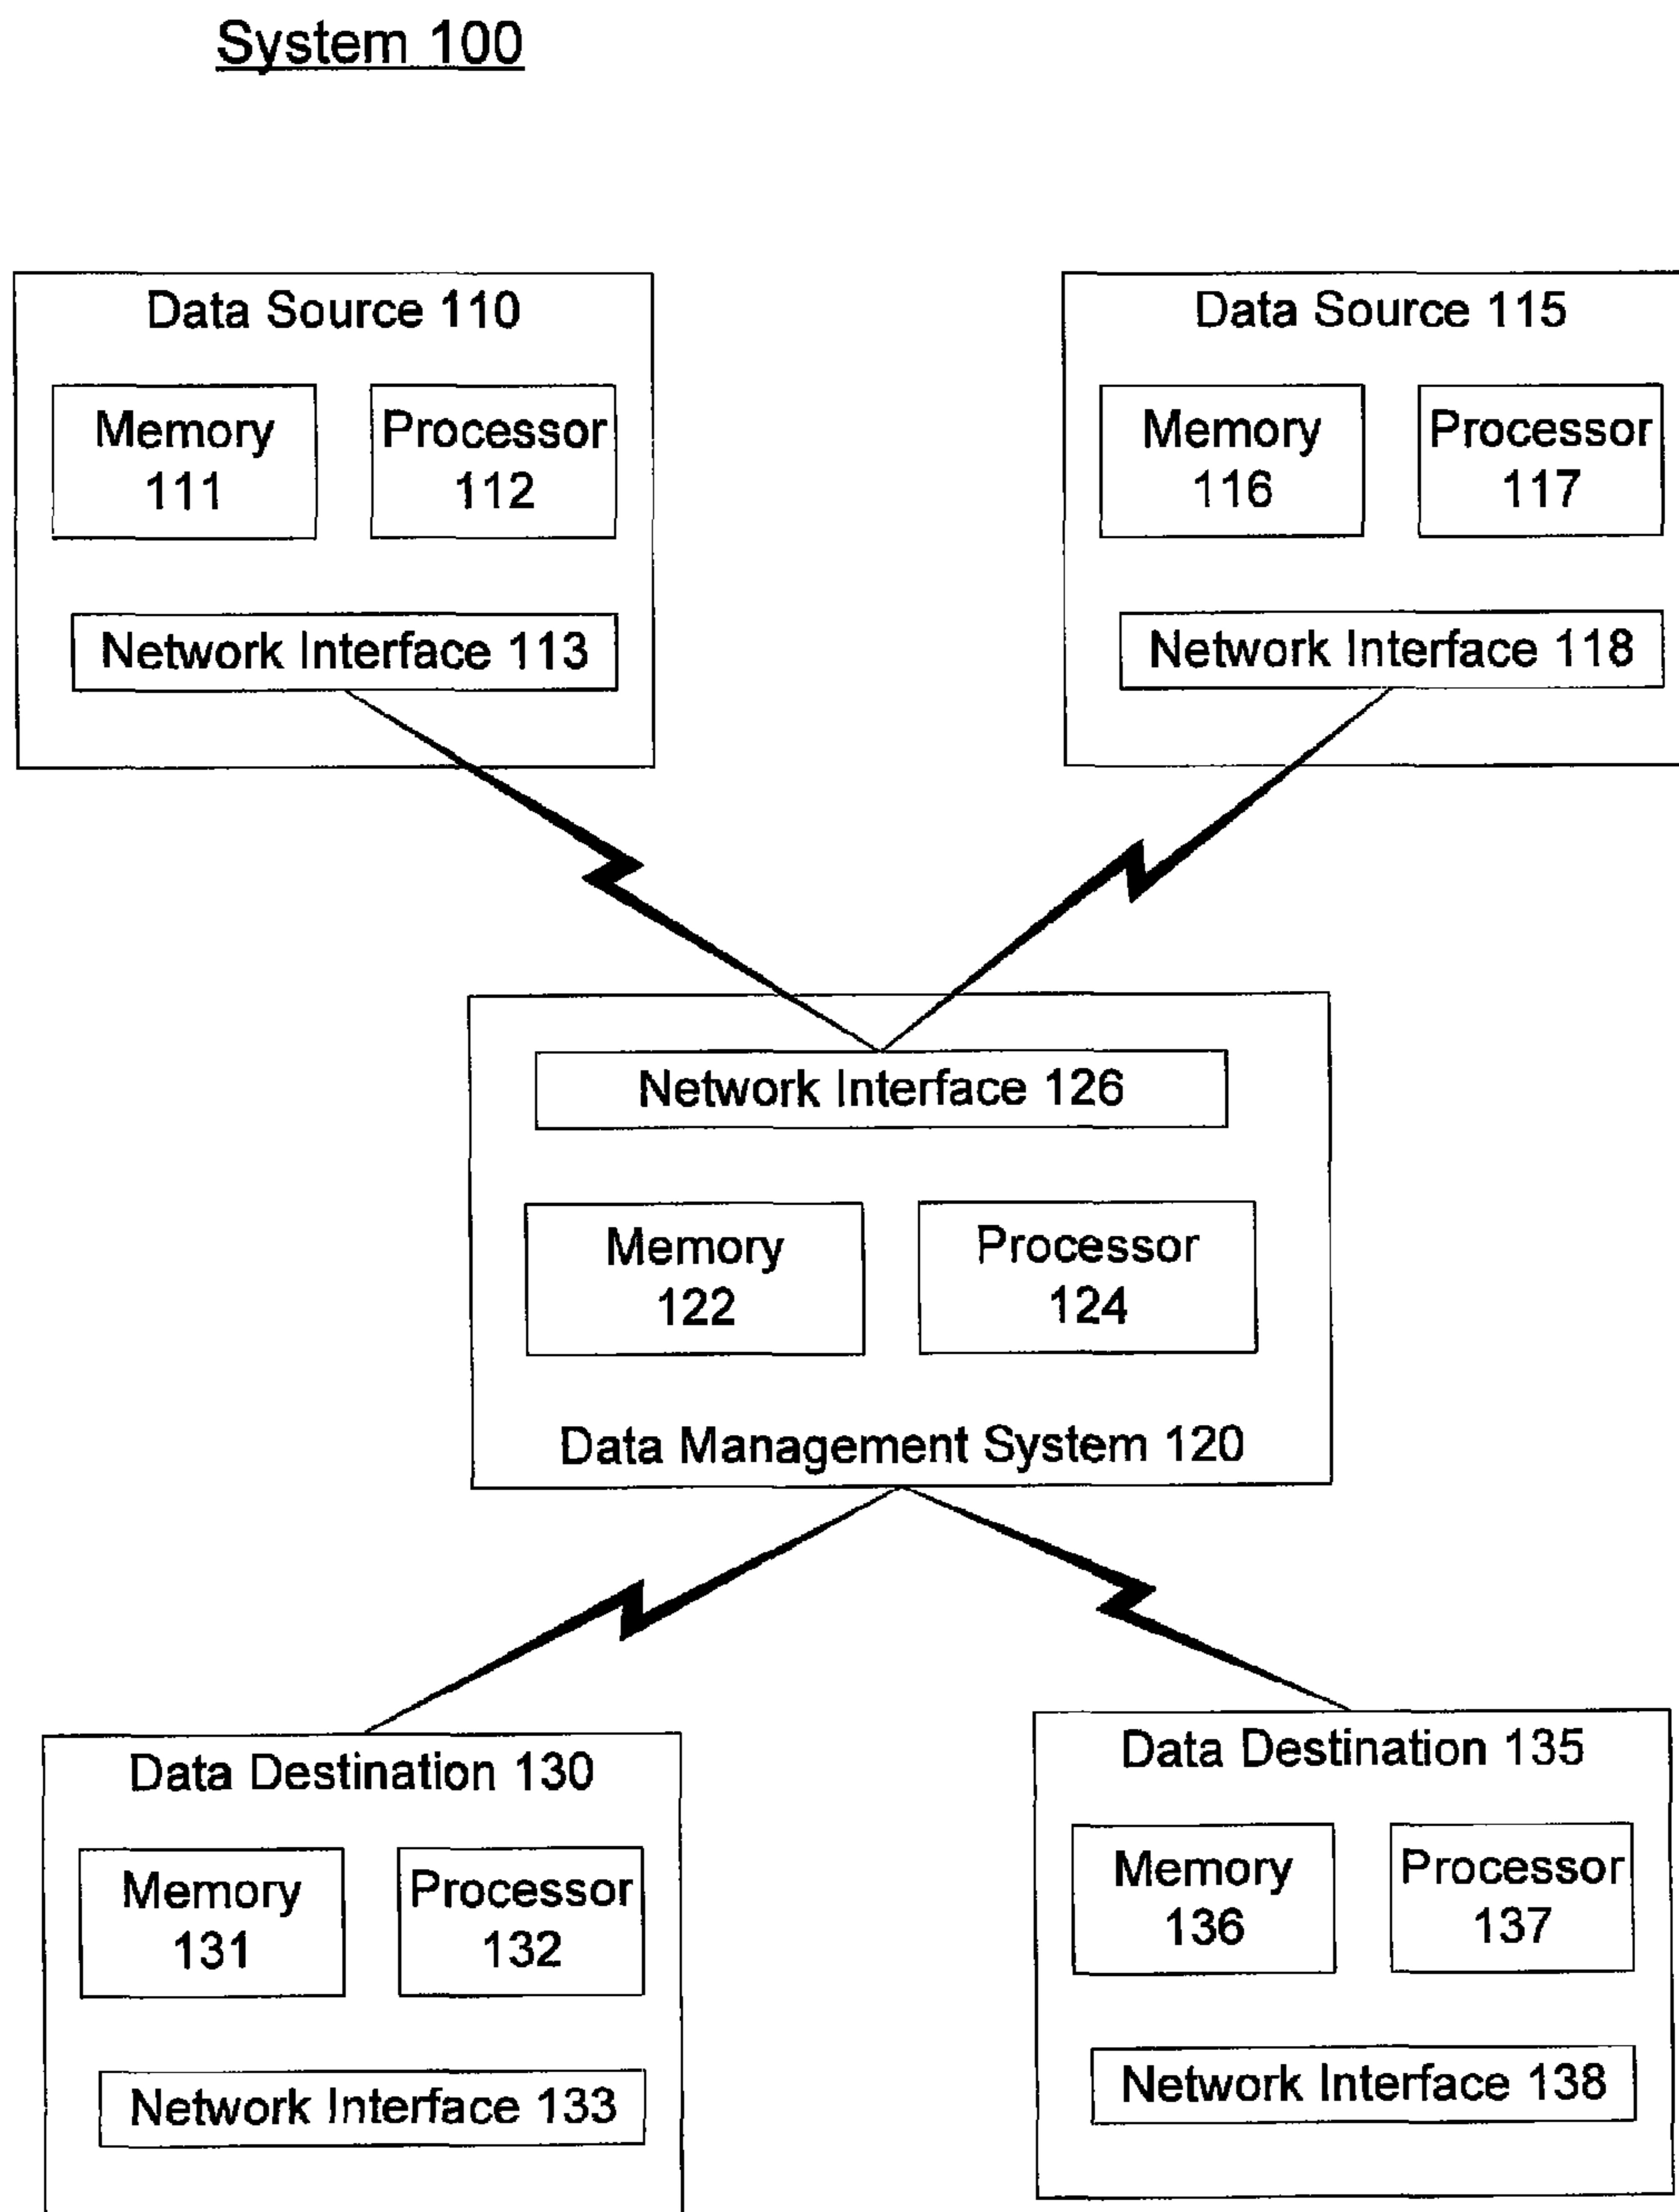 System 100
Data Source 110
Memory
111
Processor
112
Network Interface 113
Data Source 115
Memory
116
Processor
117
Network Interface 118
Network Interface 126
Memory
122
Processor
124
Data Management System 120
Data Destination 130
Memory
131
Processor
132
Network Interface 133
Data Destination 135
Memory
136
Processor
137
Network Interface 138